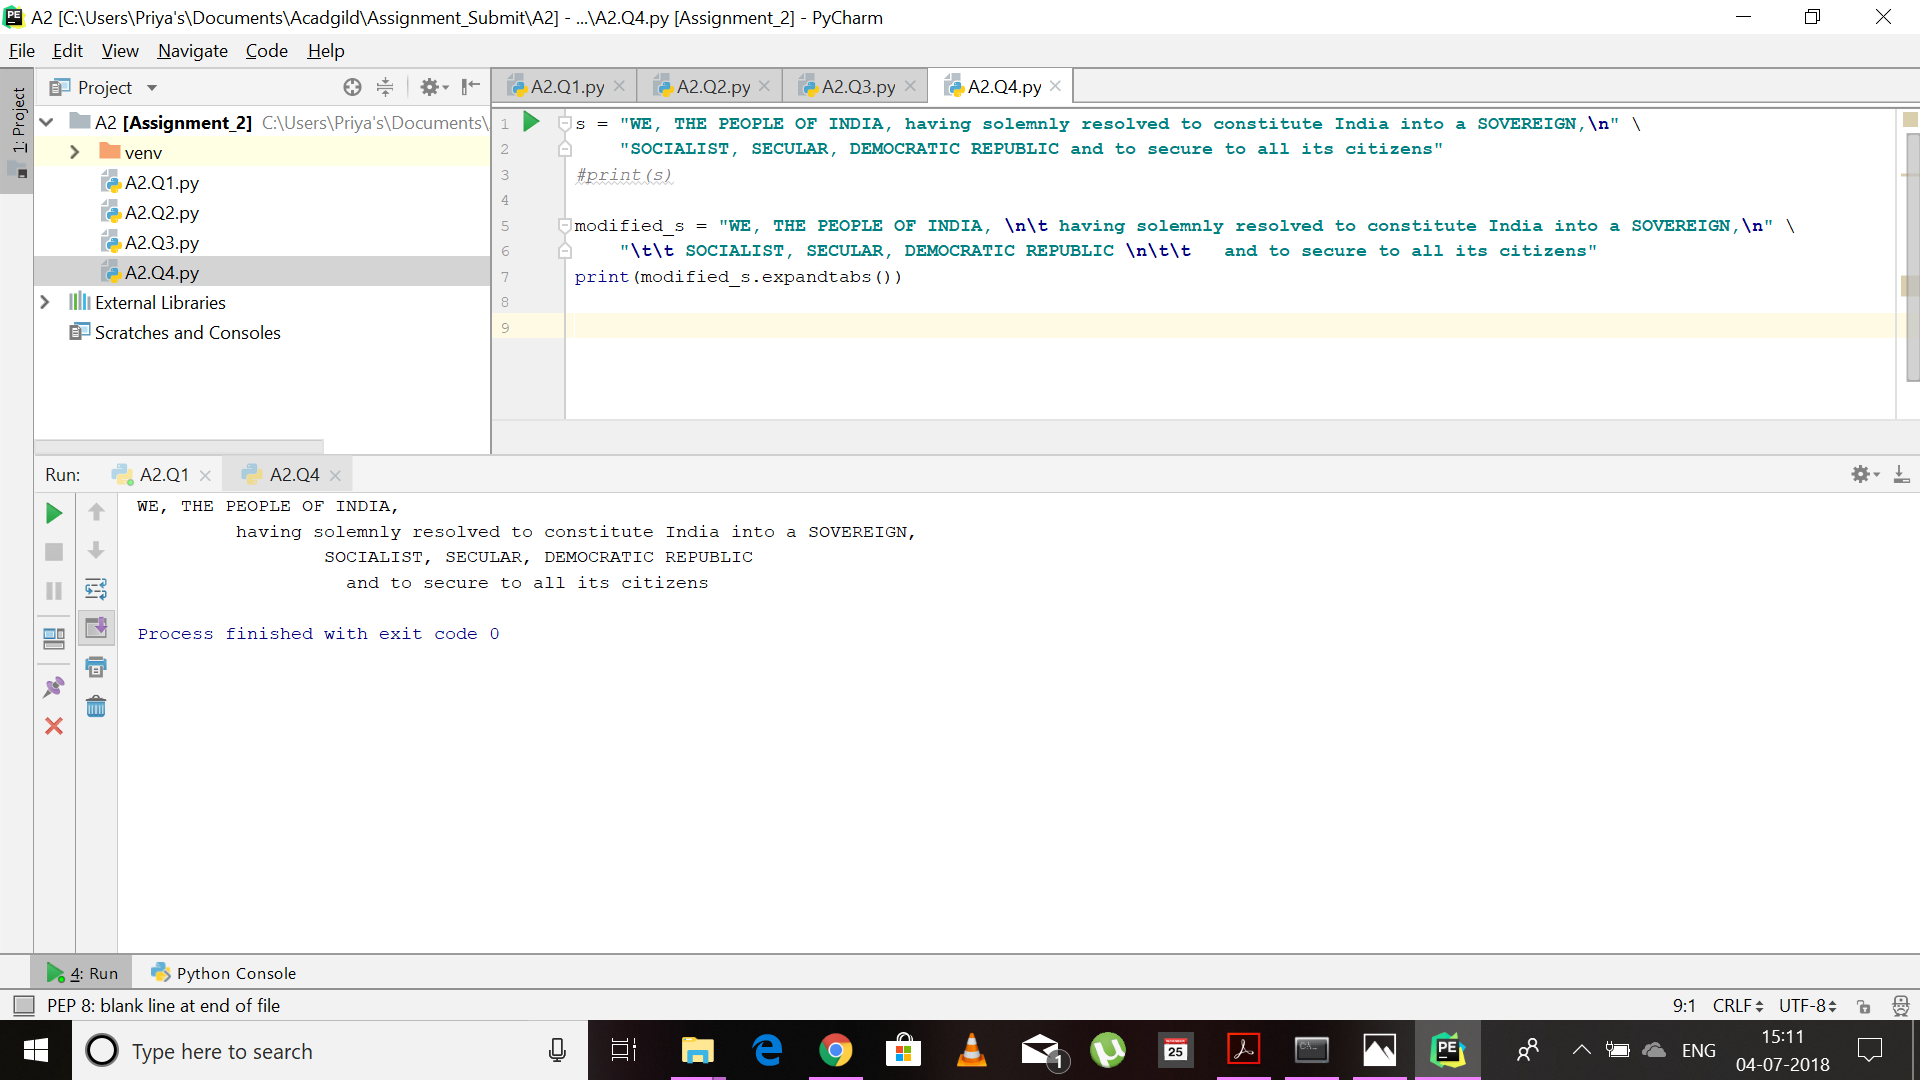 A2 [C:\Users\Priya's\Documents\Acadgild\Assignment_Submit\A2] - ...\A2.Q4.py [Assignment_2] - PyCharm
File Edit View Navigate Code Help
1: Project
Project
A2 [Assignment_2] C:\Users\Priya's\Documents\
venv
A2.Q1.py
A2.Q2.py
A2.Q3.py
A2.Q4.py
External Libraries
Scratches and Consoles
A2.Q1.py A2.Q2.py A2.Q3.py A2.Q4.py
1 s = "WE, THE PEOPLE OF INDIA, having solemnly resolved to constitute India into a SOVEREIGN,\n" \
2 "SOCIALIST, SECULAR, DEMOCRATIC REPUBLIC and to secure to all its citizens"
3 #print(s)
4
5 modified_s = "WE, THE PEOPLE OF INDIA, \n\t having solemnly resolved to constitute India into a SOVEREIGN,\n" \
6 "\t\t SOCIALIST, SECULAR, DEMOCRATIC REPUBLIC \n\t\t   and to secure to all its citizens"
7 print(modified_s.expandtabs())
8
9
Run: A2.Q1 A2.Q4
WE, THE PEOPLE OF INDIA,
having solemnly resolved to constitute India into a SOVEREIGN,
SOCIALIST, SECULAR, DEMOCRATIC REPUBLIC
and to secure to all its citizens
Process finished with exit code 0
4: Run Python Console
PEP 8: blank line at end of file 9:1 CRLF UTF-8
Type here to search
1
25
PE
ENG
15:11
04-07-2018